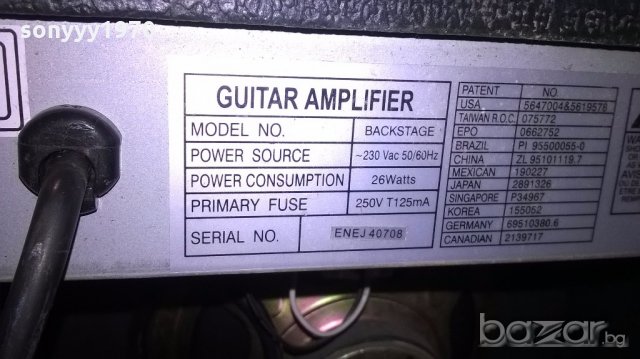 sonyyy1973
GUITAR AMPLIFIER
MODEL NO. BACKSTAGE
POWER SOURCE ~230 Vac 50/60Hz
POWER CONSUMPTION 26Watts
PRIMARY FUSE 250V T125mA
SERIAL NO. ENEJ 40708
PATENT NO.
USA 5647004&5619578
TAIWAN R.O.C. 075772
EPO 0662752
BRAZIL PI 95500055-0
CHINA ZL 95101119.7
MEXICAN 190227
JAPAN 2891326
SINGAPORE P34967
KOREA 155052
GERMANY 69510380.6
CANADIAN 2139717
bazar.bg